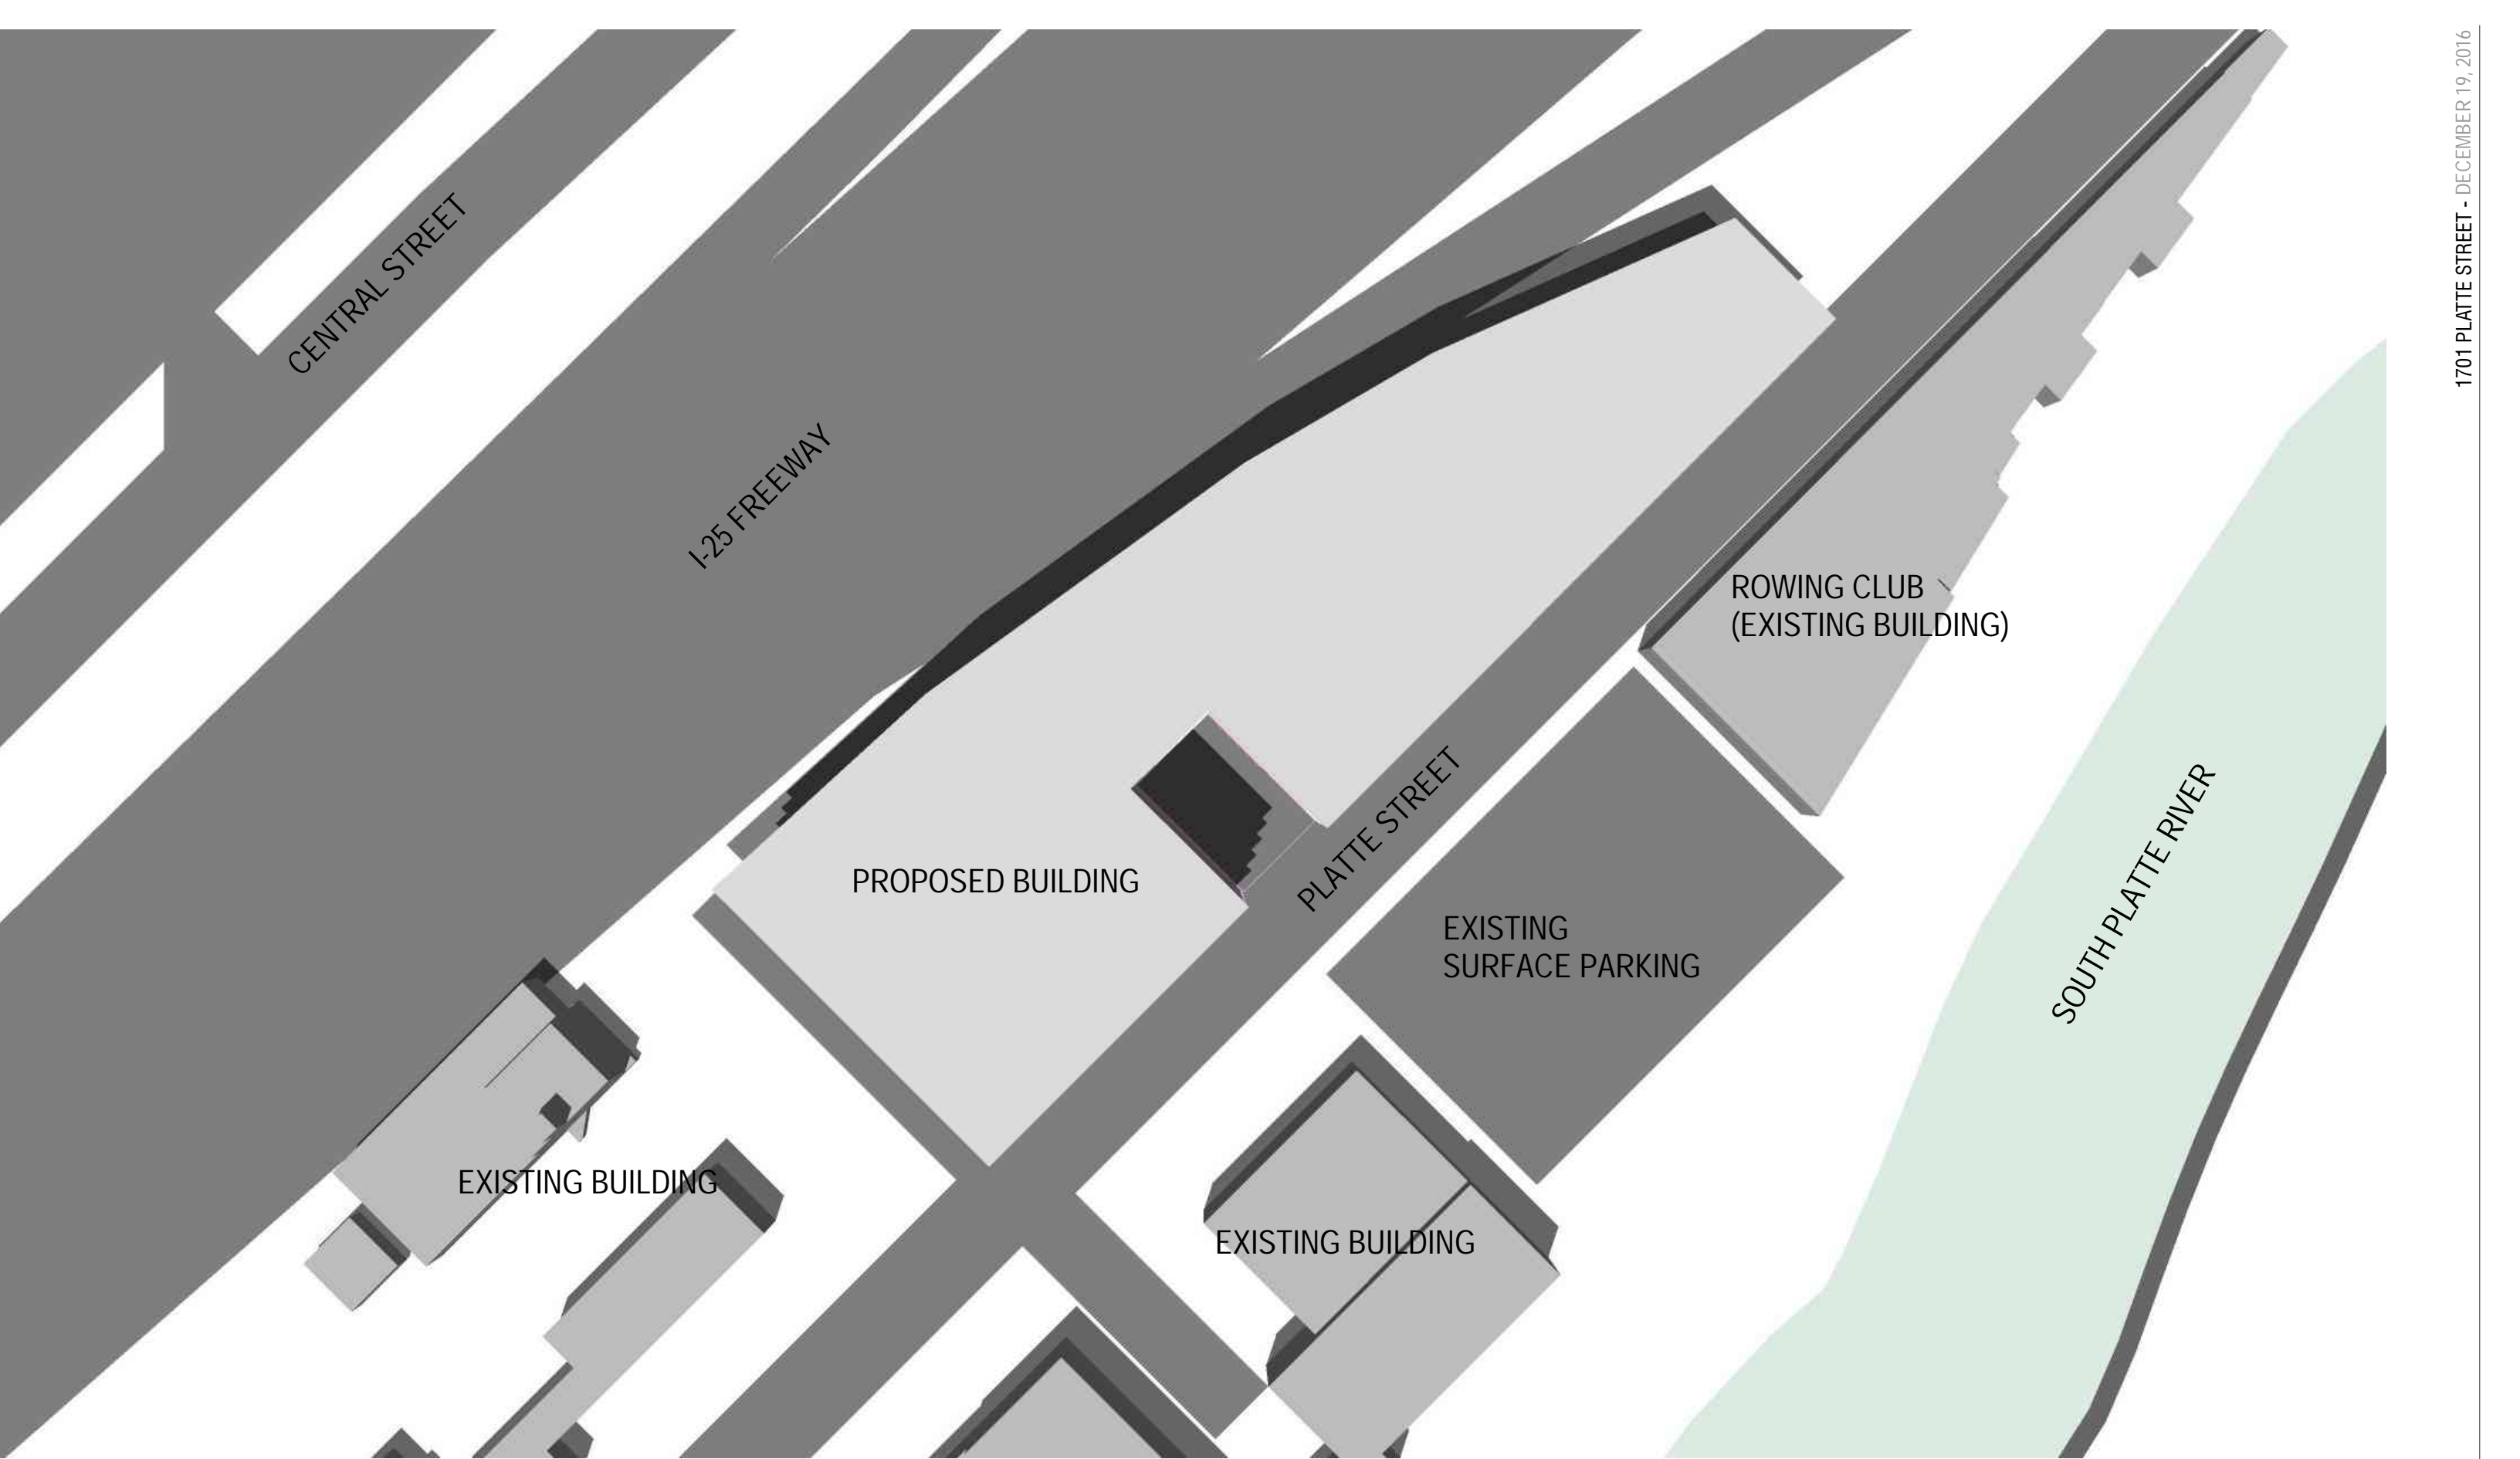 1701 PLATTE STREET - DECEMBER 19, 2016
CENTRAL STREET
I-25 FREEWAY
ROWING CLUB
(EXISTING BUILDING)
PLATTE STREET
SOUTH PLATTE RIVER
PROPOSED BUILDING
EXISTING
SURFACE PARKING
EXISTING BUILDING
EXISTING BUILDING